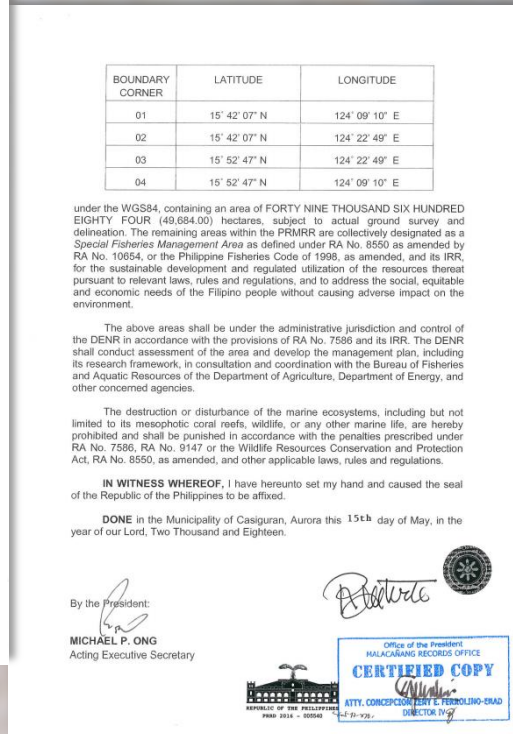 BOUNDARY CORNER LATITUDE LONGITUDE
01 15° 42' 07" N 124° 09' 10" E
02 15° 42' 07" N 124° 22' 49" E
03 15° 52' 47" N 124° 22' 49" E
04 15° 52' 47" N 124° 09' 10" E
under the WGS84, containing an area of FORTY NINE THOUSAND SIX HUNDRED
EIGHTY FOUR (49,684.00) hectares, subject to actual ground survey and
delineation. The remaining areas within the PRMRR are collectively designated as a
Special Fisheries Management Area as defined under RA No. 8550 as amended by
RA No. 10654, or the Philippine Fisheries Code of 1998, as amended, and its IRR,
for the sustainable development and regulated utilization of the resources thereat
pursuant to relevant laws, rules and regulations, and to address the social, equitable
and economic needs of the Filipino people without causing adverse impact on the
environment.
The above areas shall be under the administrative jurisdiction and control of
the DENR in accordance with the provisions of RA No. 7586 and its IRR. The DENR
shall conduct assessment of the area and develop the management plan, including
its research framework, in consultation and coordination with the Bureau of Fisheries
and Aquatic Resources of the Department of Agriculture, Department of Energy, and
other concerned agencies.
The destruction or disturbance of the marine ecosystems, including but not
limited to its mesophotic coral reefs, wildlife, or any other marine life, are hereby
prohibited and shall be punished in accordance with the penalties prescribed under
RA No. 7586, RA No. 9147 or the Wildlife Resources Conservation and Protection
Act, RA No. 8550, as amended, and other applicable laws, rules and regulations.
IN WITNESS WHEREOF, I have hereunto set my hand and caused the seal
of the Republic of the Philippines to be affixed.
DONE in the Municipality of Casiguran, Aurora this 15th day of May, in the
year of our Lord, Two Thousand and Eighteen.
By the President:
MICHAEL P. ONG
Acting Executive Secretary
REPUBLIC OF THE PHILIPPINES
PRRD 2016 - 005540
Office of the President
MALACAÑANG RECORDS OFFICE
CERTIFIED COPY
ATTY. CONCEPCION ZENY E. FERROLINO-ENAD
DIRECTOR IV